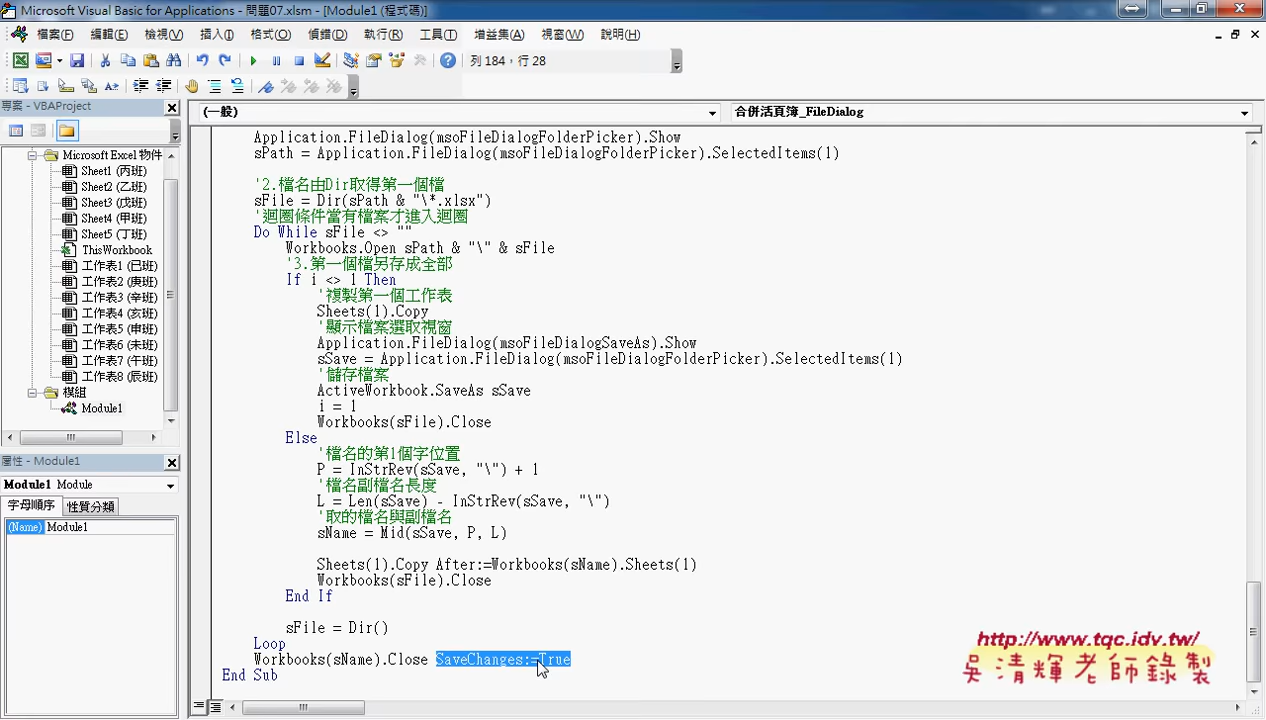 Microsoft Visual Basic for Applications - 問題07.xlsm - [Module1 (程式碼)]
檔案(F) 編輯(E) 檢視(V) 插入(I) 格式(O) 偵錯(D) 執行(R) 工具(T) 增益集(A) 視窗(W) 說明(H)
列 184，行 28
專案 - VBAProject
(一般)
合併活頁簿_FileDialog
Microsoft Excel 物件
Sheet1 (丙班)
Sheet2 (乙班)
Sheet3 (戊班)
Sheet4 (甲班)
Sheet5 (丁班)
ThisWorkbook
工作表1 (已班)
工作表2 (庚班)
工作表3 (辛班)
工作表4 (亥班)
工作表5 (申班)
工作表6 (未班)
工作表7 (午班)
工作表8 (辰班)
模組
Module1
屬性 - Module1
Module1 Module
字母順序 性質分類
(Name) Module1
Application.FileDialog(msoFileDialogFolderPicker).Show
sPath = Application.FileDialog(msoFileDialogFolderPicker).SelectedItems(1)
'2.檔名由Dir取得第一個檔
sFile = Dir(sPath & "\*.xlsx")
'迴圈條件當有檔案才進入迴圈
Do While sFile <> ""
Workbooks.Open sPath & "\" & sFile
'3.第一個檔另存成全部
If i <> 1 Then
'複製第一個工作表
Sheets(1).Copy
'顯示檔案選取視窗
Application.FileDialog(msoFileDialogSaveAs).Show
sSave = Application.FileDialog(msoFileDialogFolderPicker).SelectedItems(1)
'儲存檔案
ActiveWorkbook.SaveAs sSave
i = 1
Workbooks(sFile).Close
Else
'檔名的第1個字位置
P = InStrRev(sSave, "\") + 1
'檔名副檔名長度
L = Len(sSave) - InStrRev(sSave, "\")
'取的檔名與副檔名
sName = Mid(sSave, P, L)
Sheets(1).Copy After:=Workbooks(sName).Sheets(1)
Workbooks(sFile).Close
End If
sFile = Dir()
Loop
Workbooks(sName).Close SaveChanges:=True
End Sub
http://www.tqc.idv.tw/
吳清輝老師錄製